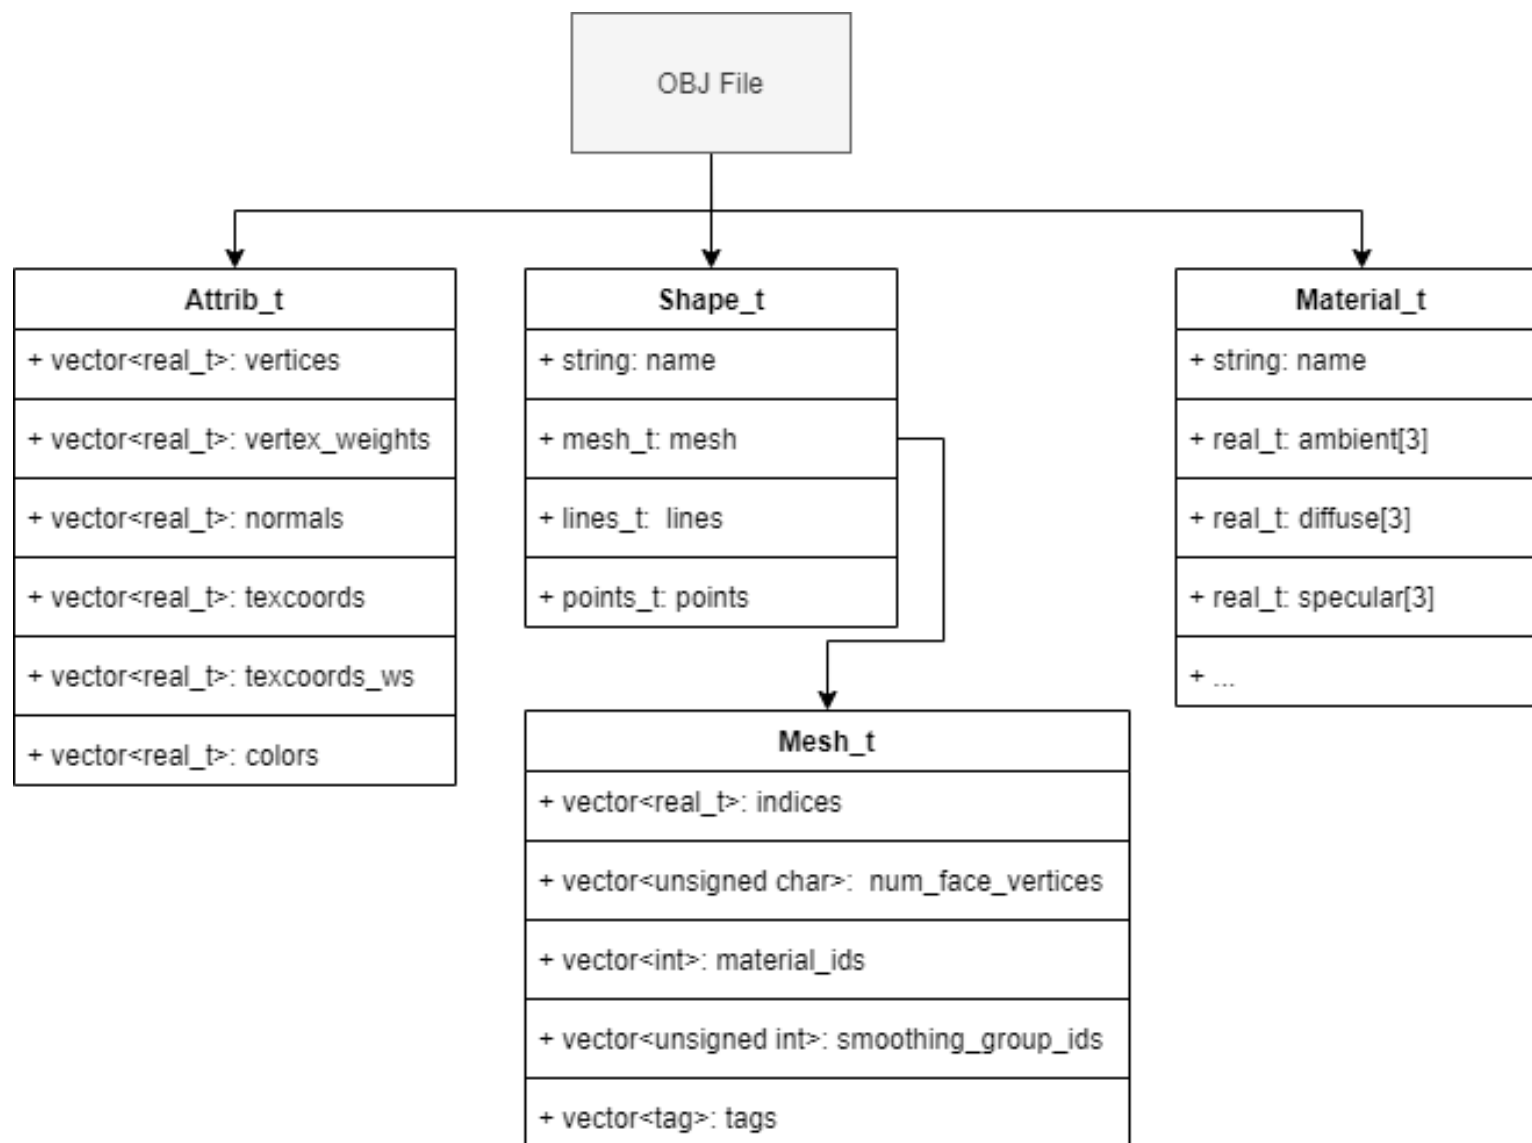 OBJ File
Attrib_t
+ vector<real_t>: vertices
+ vector<real_t>: vertex_weights
+ vector<real_t>: normals
+ vector<real_t>: texcoords
+ vector<real_t>: texcoords_ws
+ vector<real_t>: colors
Shape_t
+ string: name
+ mesh_t: mesh
+ lines_t:  lines
+ points_t: points
Material_t
+ string: name
+ real_t: ambient[3]
+ real_t: diffuse[3]
+ real_t: specular[3]
+ ...
Mesh_t
+ vector<real_t>: indices
+ vector<unsigned char>:  num_face_vertices
+ vector<int>: material_ids
+ vector<unsigned int>: smoothing_group_ids
+ vector<tag>: tags